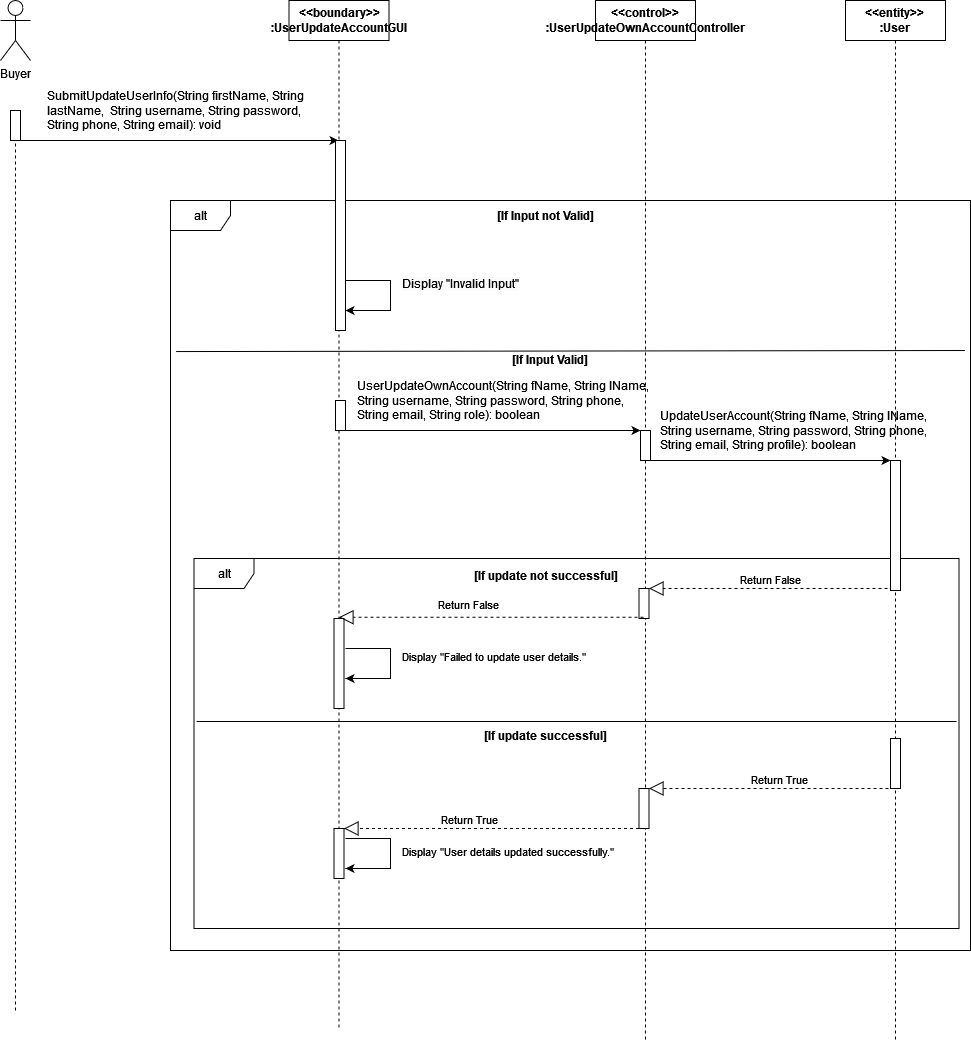 <<boundary>>
:UserUpdateAccountGUI
<<control>>
:UserUpdateOwnAccountController
<<entity>>
:User
Buyer
SubmitUpdateUserInfo(String firstName, String
lastName, String username, String password,
String phone, String email): void
alt
[If Input not Valid]
Display "Invalid Input"
[If Input Valid]
UserUpdateOwnAccount(String fName, String lName,
String username, String password, String phone,
String email, String role): boolean
UpdateUserAccount(String fName, String lName,
String username, String password, String phone,
String email, String profile): boolean
alt
[If update not successful]
Return False
Return False
Display "Failed to update user details."
[If update successful]
Return True
Return True
Display "User details updated successfully."